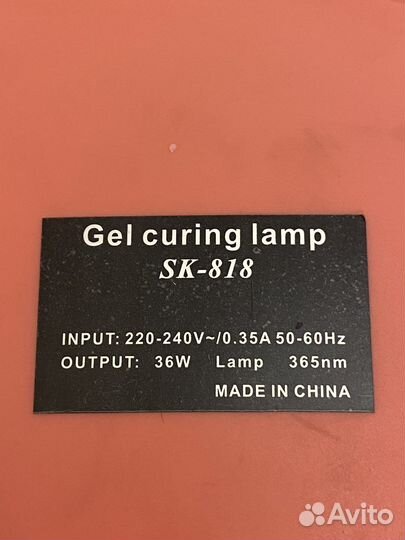 Gel curing lamp
SK-818
INPUT: 220-240V~/0.35A 50-60Hz
OUTPUT: 36W Lamp 365nm
MADE IN CHINA
Avito